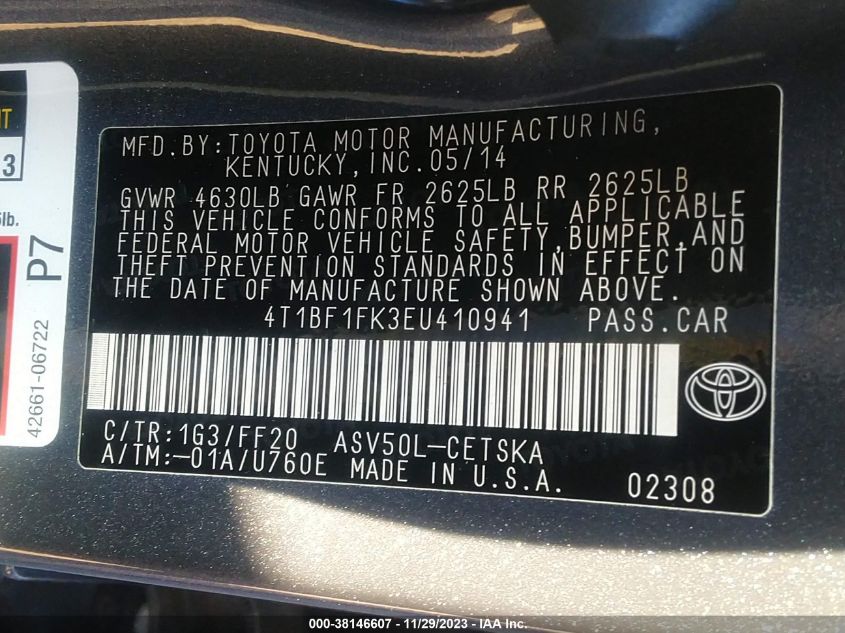 MFD.BY:TOYOTA MOTOR MANUFACTURING,
KENTUCKY,INC.05/14
GVWR 4630LB GAWR FR 2625LB RR 2625LB
THIS VEHICLE CONFORMS TO ALL APPLICABLE
FEDERAL MOTOR VEHICLE SAFETY,BUMPER,AND
THEFT PREVENTION STANDARDS IN EFFECT ON
THE DATE OF MANUFACTURE SHOWN ABOVE.
4T1BF1FK3EU410941 PASS.CAR
C/TR:1G3/FF20 ASV50L-CETSKA
A/TM:-01A/U760E MADE IN U.S.A.
02308
3
lb.
P7
42661-06722
000-38146607 - 11/29/2023 - IAA Inc.